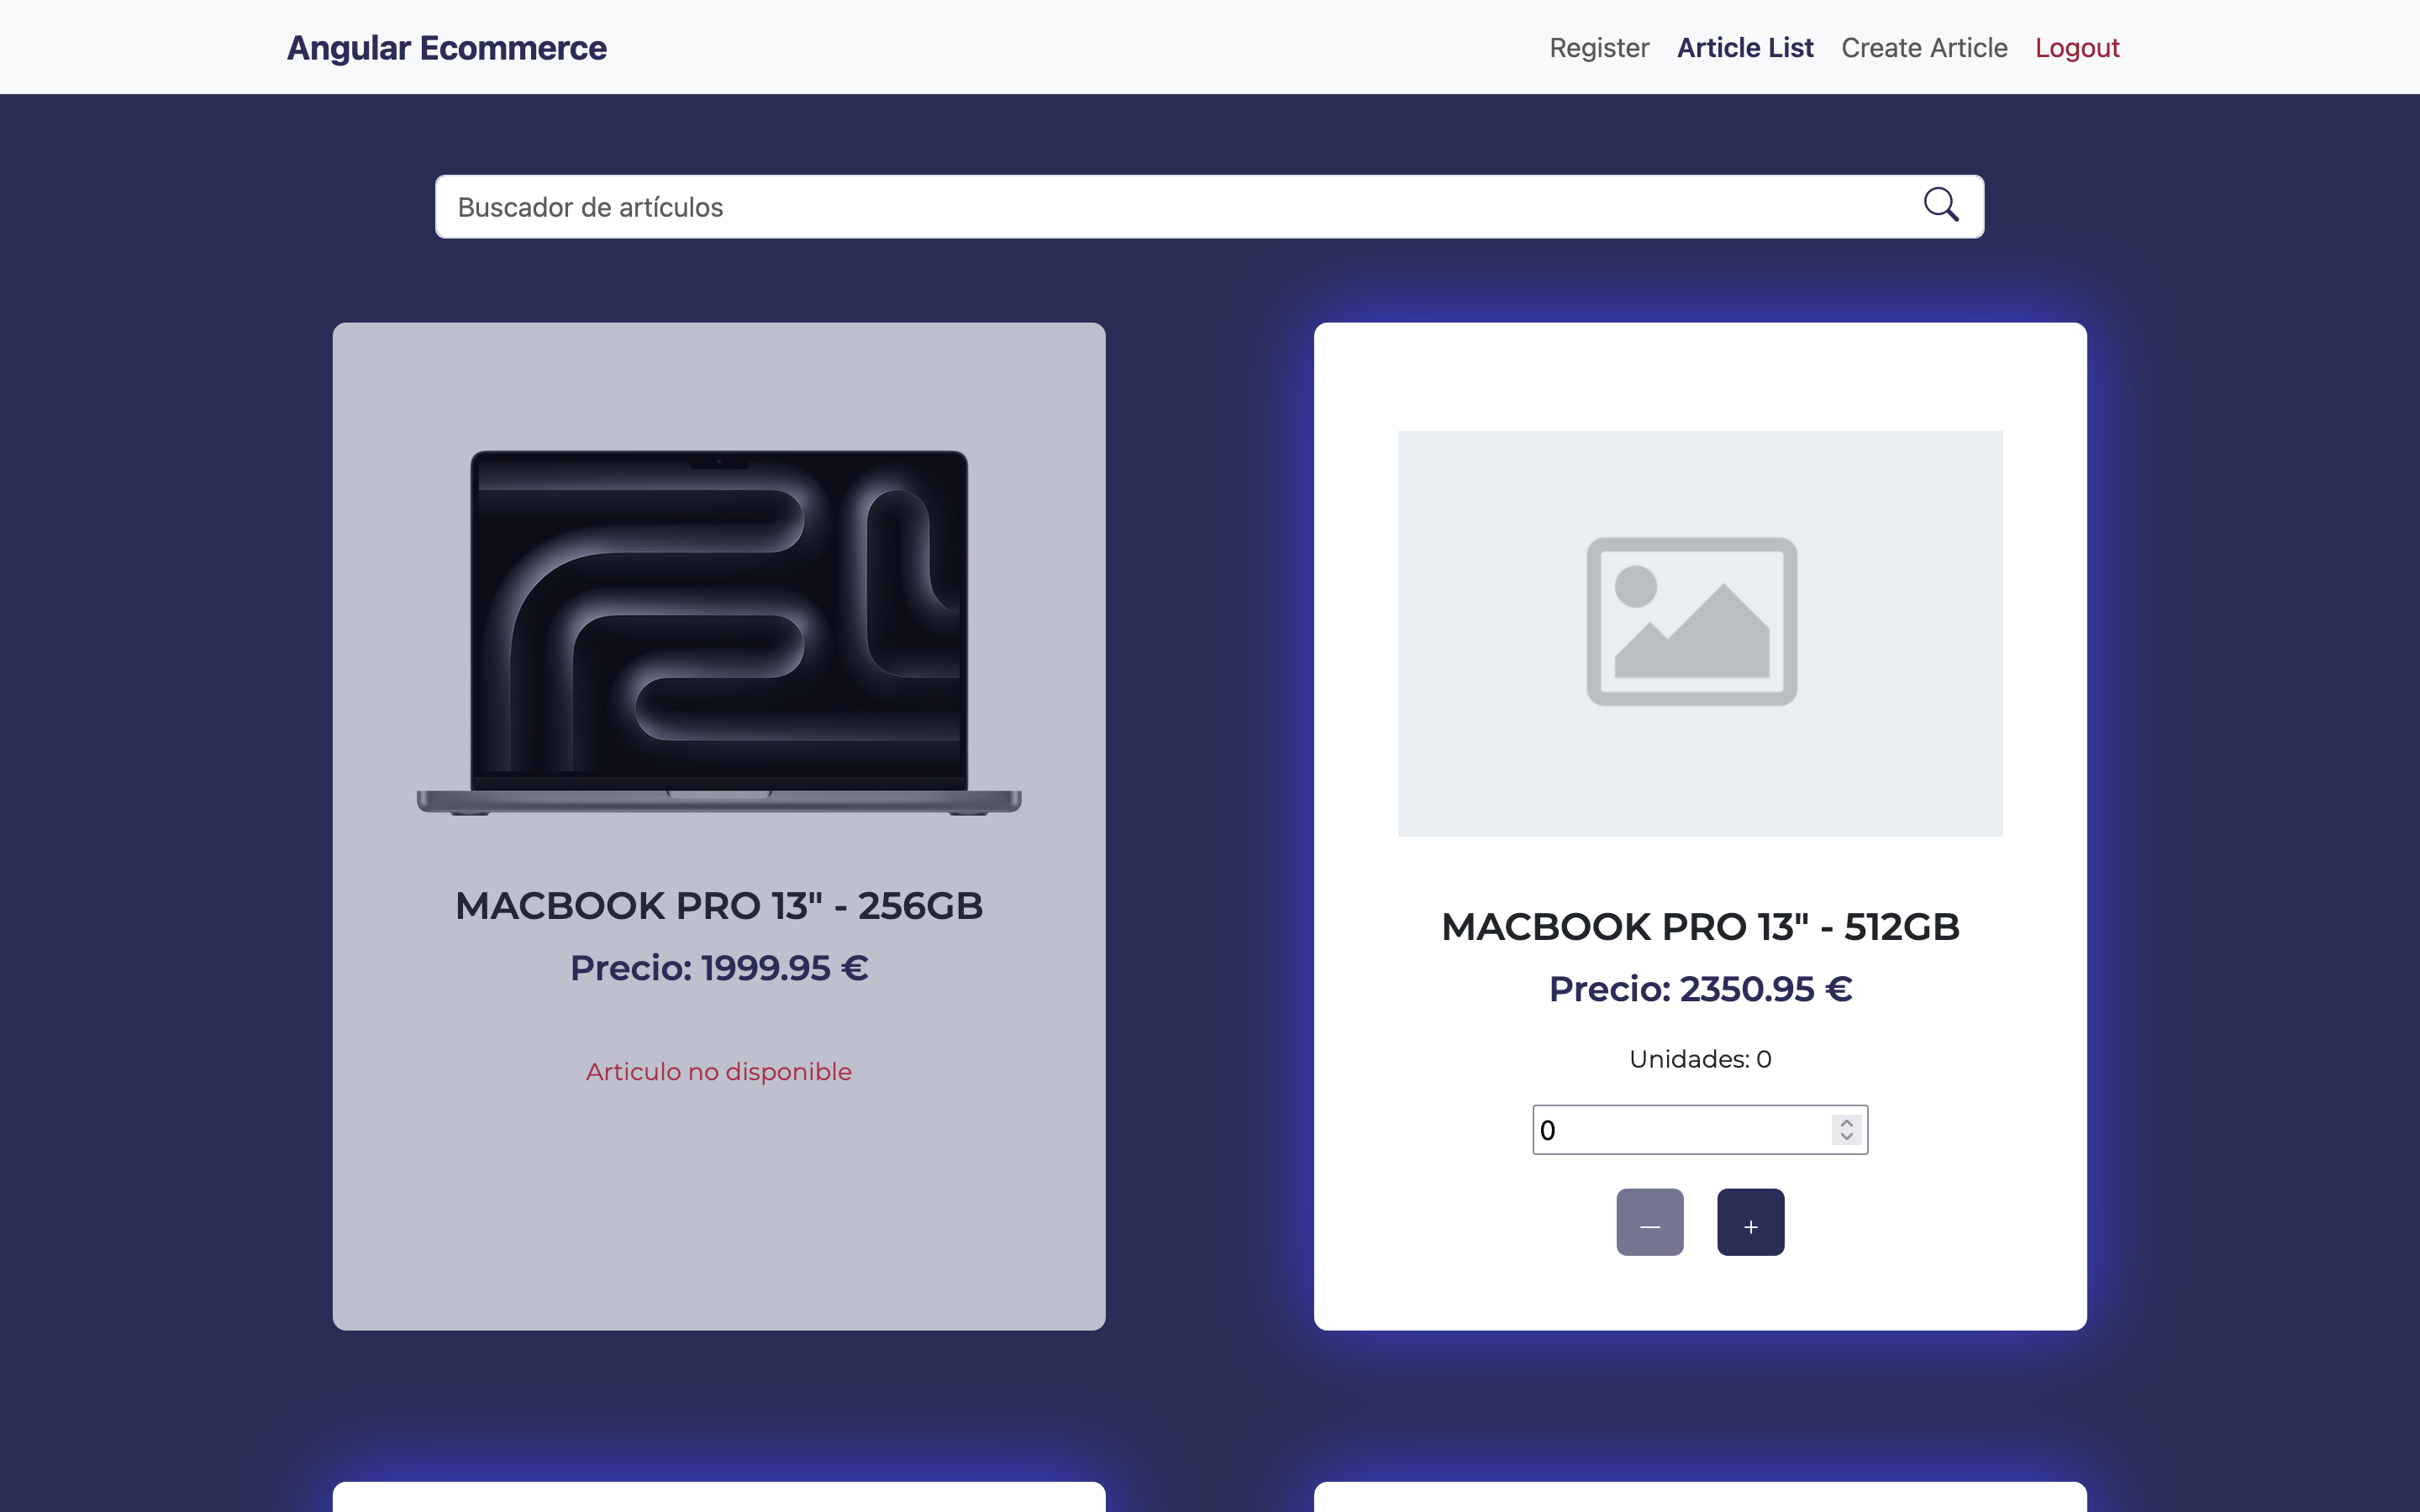 Angular Ecommerce
Register Article List Create Article Logout
Buscador de artículos
MACBOOK PRO 13" - 256GB
Precio: 1999.95 €
Articulo no disponible
MACBOOK PRO 13" - 512GB
Precio: 2350.95 €
Unidades: 0
0
— +